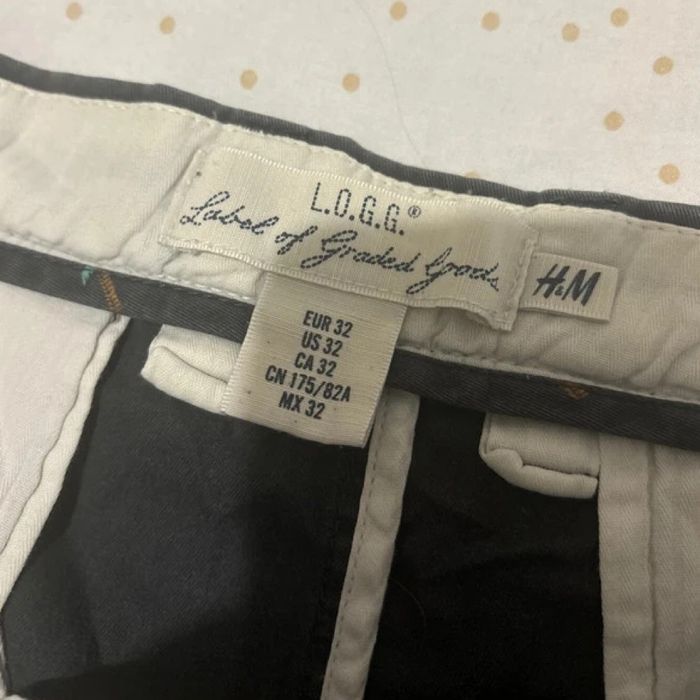 L.O.G.G.®
Label of Graded Goods
H&M
EUR 32
US 32
CA 32
CN 175/82A
MX 32